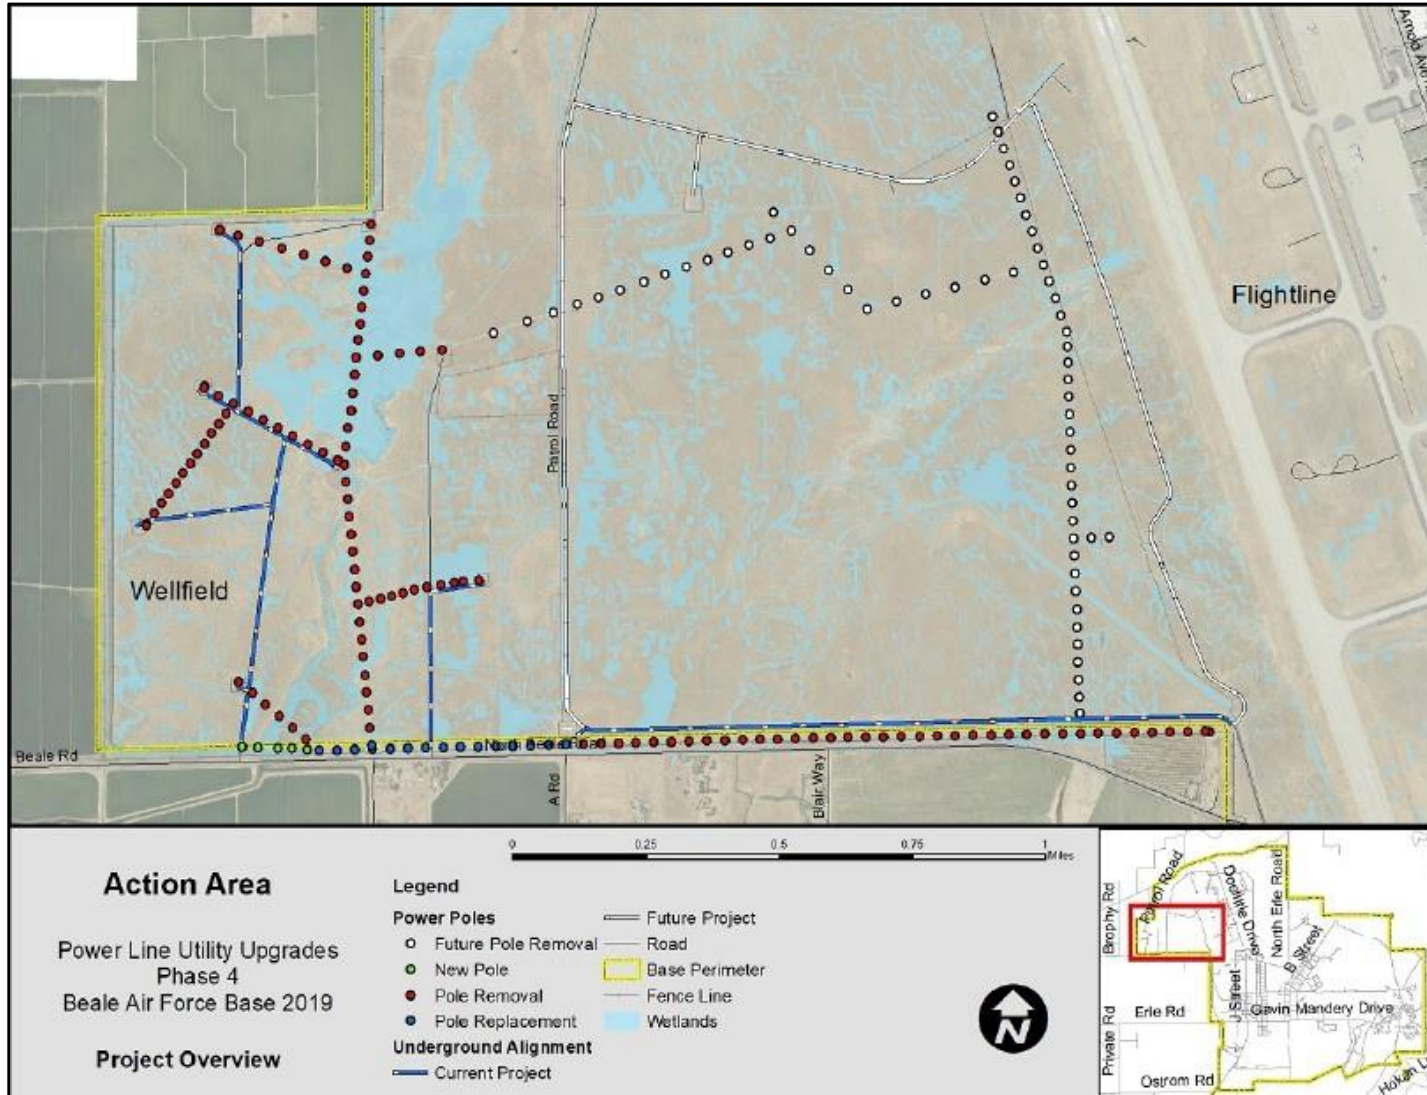 Arnold Ave
Flightline
Patrol Road
Wellfield
Beale Rd
A Rd
Blair Way
Action Area
Power Line Utility Upgrades
Phase 4
Beale Air Force Base 2019
Project Overview
0 0.25 0.5 0.75 1
Miles
Legend
Power Poles
Future Pole Removal
New Pole
Pole Removal
Pole Replacement
Underground Alignment
Current Project
Future Project
Road
Base Perimeter
Fence Line
Wetlands
N
Patrol Road
Doolittle Drive
North Erle Road
Brophy Rd
B Street
J Street
Gavin Mandery Drive
Erle Rd
Private Rd
Ostrom Rd